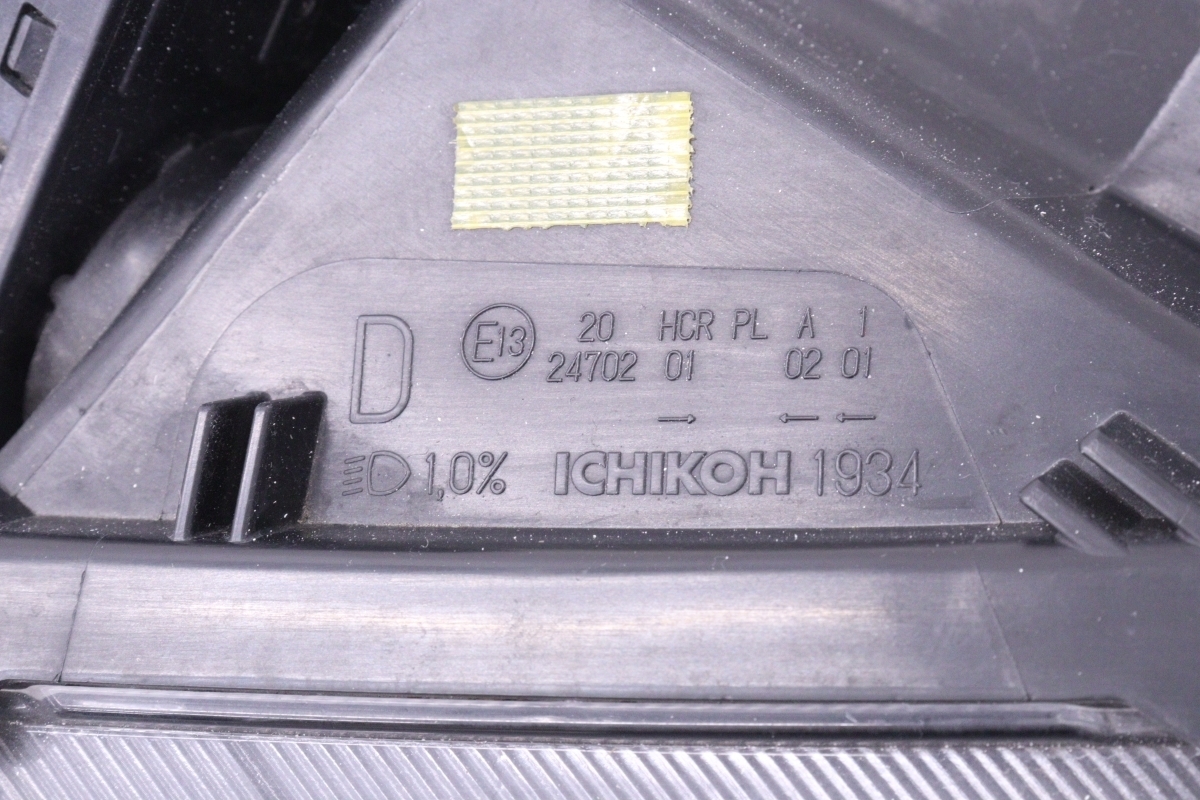 D E13 20 HCR PL A 1
24702 01 02 01
→ ← ←
1,0% ICHIKOH 1934